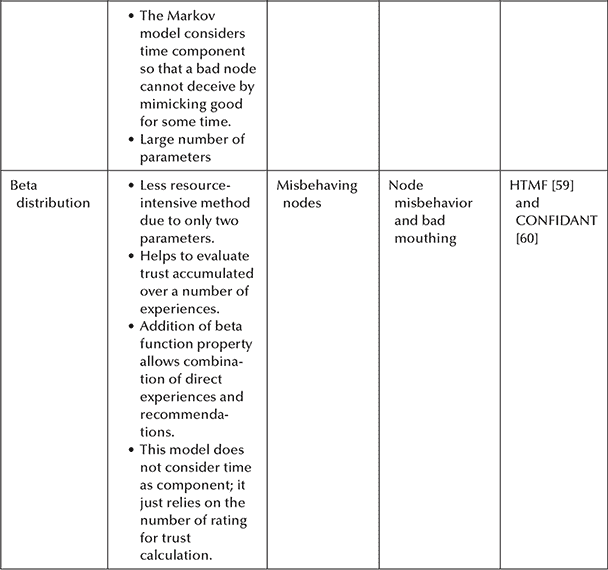 • The Markov
model considers
time component
so that a bad node
cannot deceive by
mimicking good
for some time.
• Large number of
parameters
Beta
distribution
• Less resource-
intensive method
due to only two
parameters.
• Helps to evaluate
trust accumulated
over a number of
experiences.
• Addition of beta
function property
allows combina-
tion of direct
experiences and
recommenda-
tions.
• This model does
not consider time
as component; it
just relies on the
number of rating
for trust
calculation.
Misbehaving
nodes
Node
misbehavior
and bad
mouthing
HTMF [59]
and
CONFIDANT
[60]